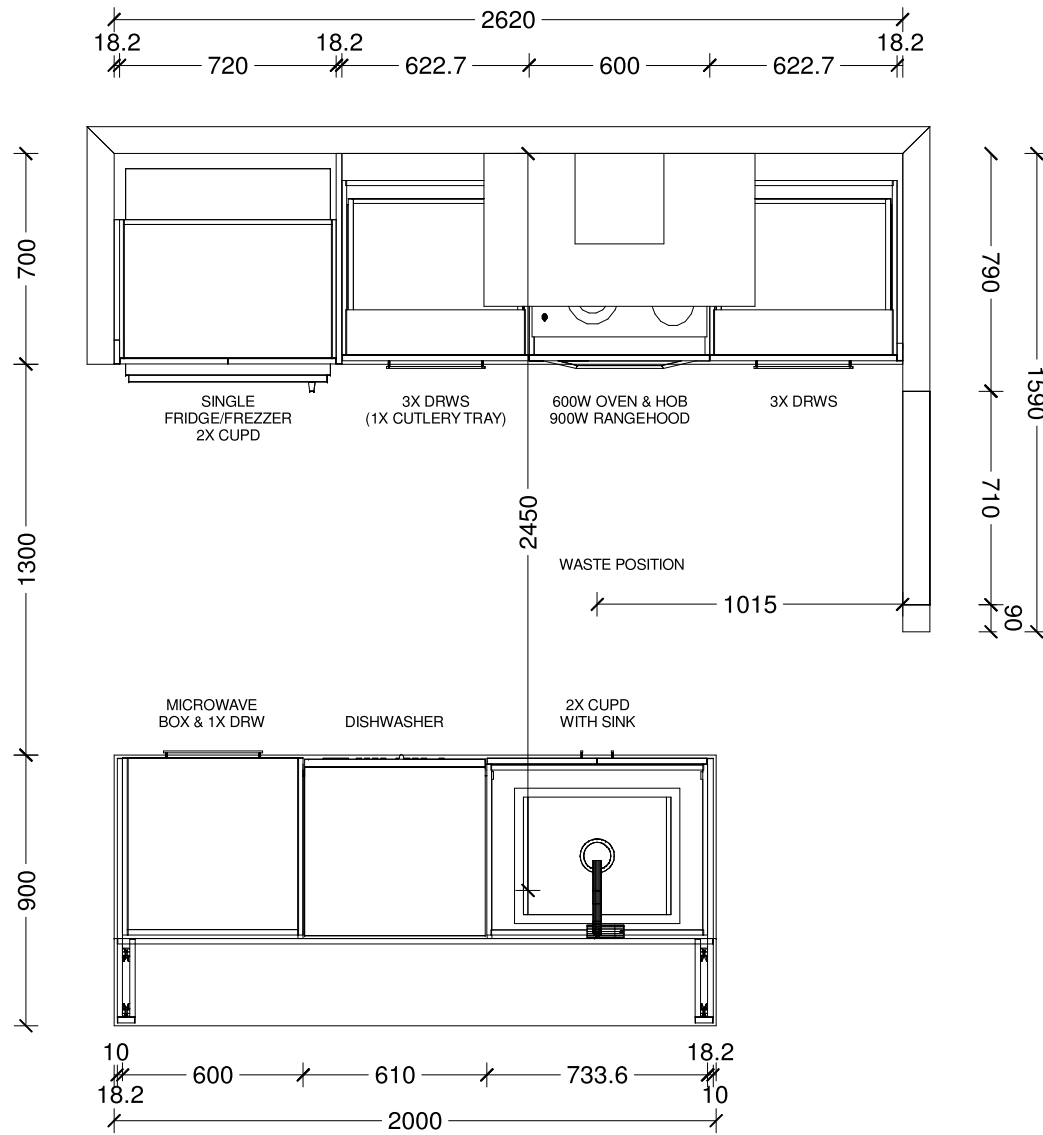 2620
18.2 18.2 18.2
720 622.7 600 622.7
700
790
SINGLE
FRIDGE/FREZZER
2X CUPD
3X DRWS
(1X CUTLERY TRAY)
600W OVEN & HOB
900W RANGEHOOD
3X DRWS
1590
2450
710
1300
WASTE POSITION
1015
90
MICROWAVE
BOX & 1X DRW
DISHWASHER
2X CUPD
WITH SINK
900
10 18.2
600 610 733.6
18.2 10
2000